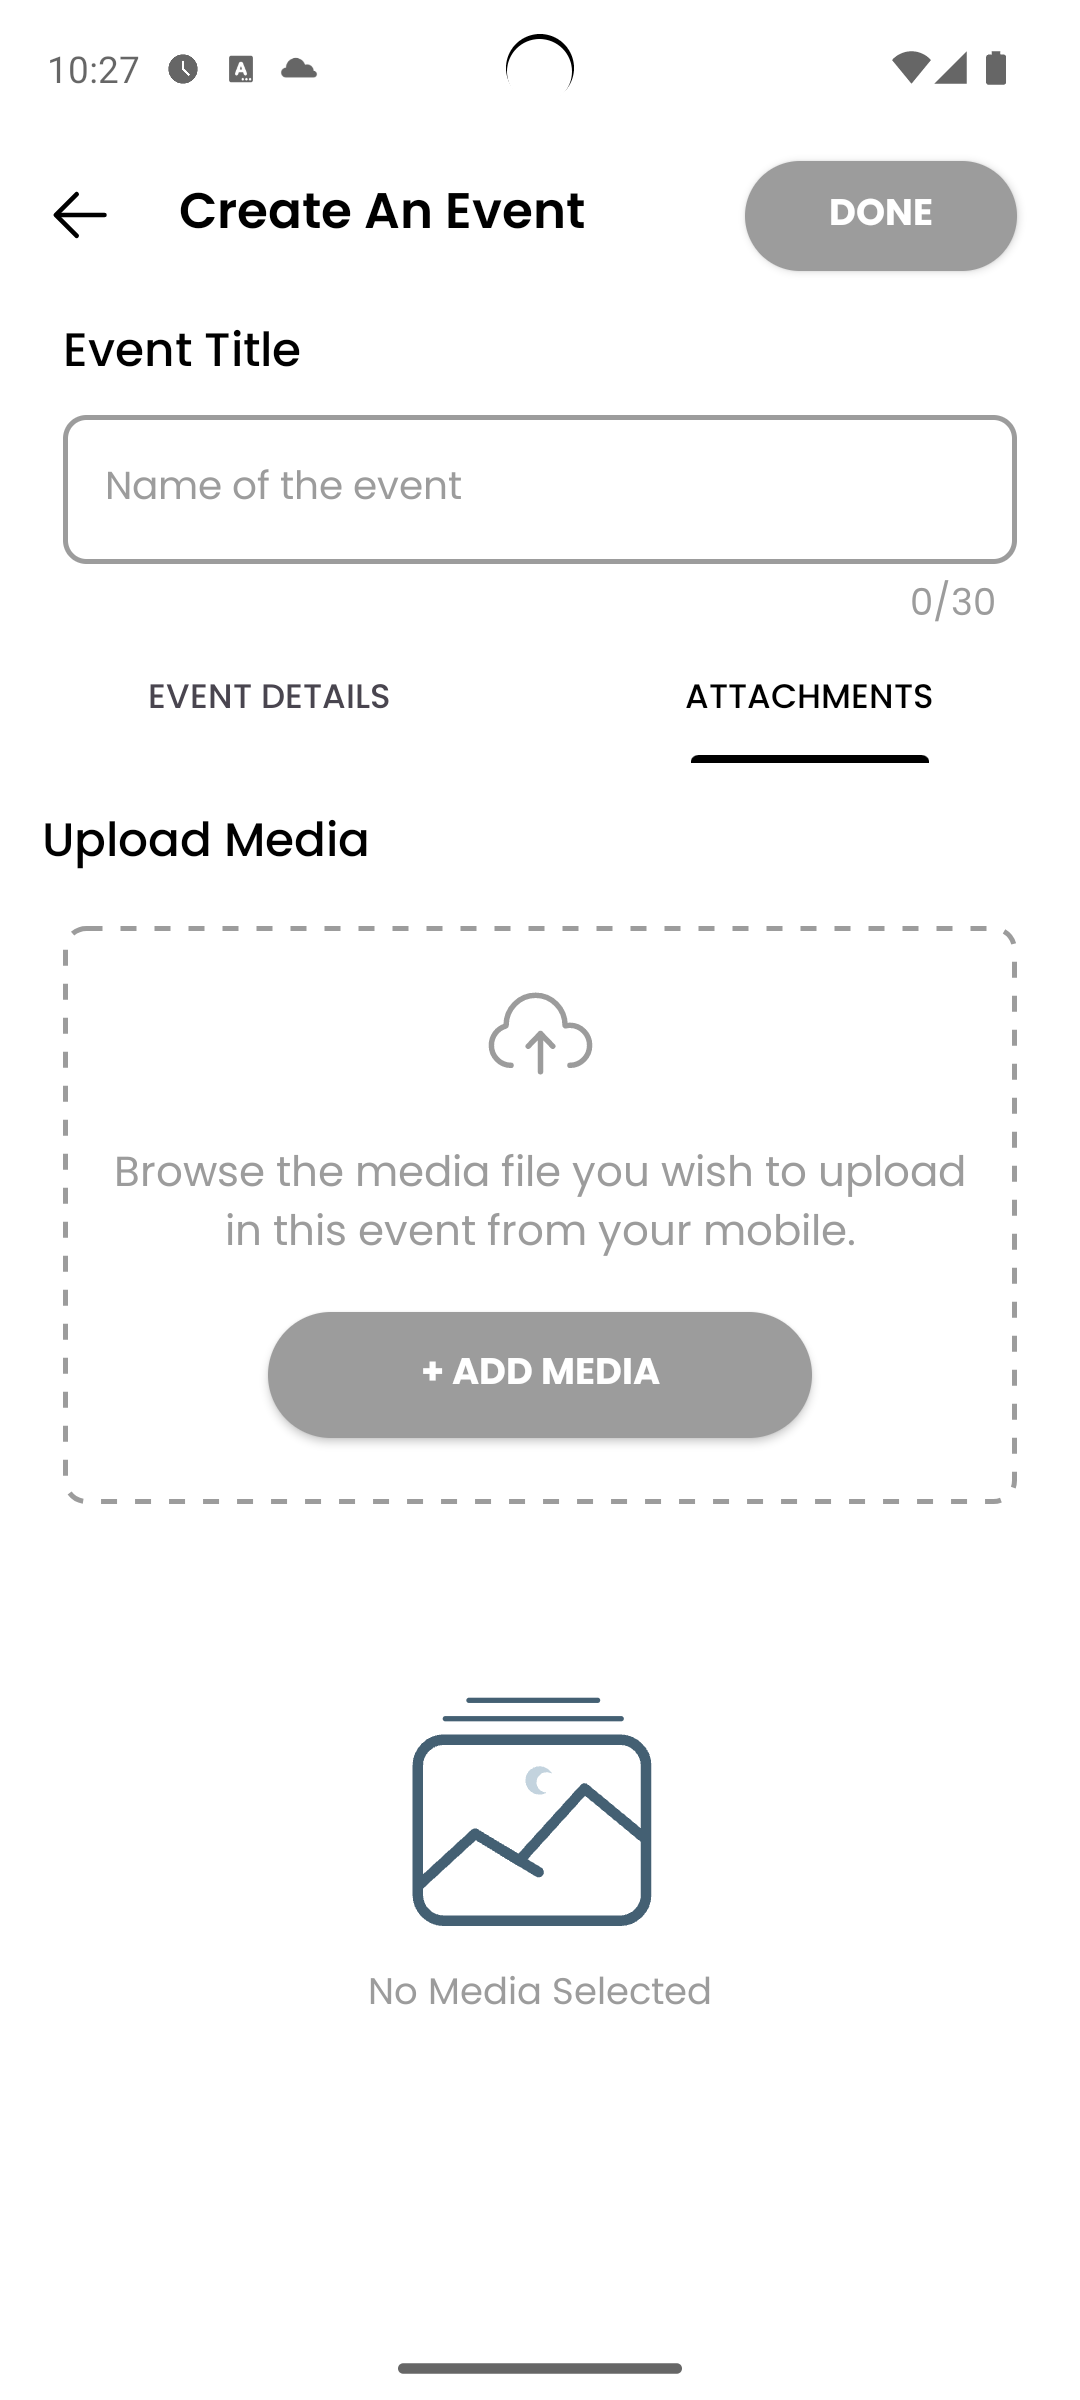 10:27
Create An Event
DONE
Event Title
Name of the event
0/30
EVENT DETAILS
ATTACHMENTS
Upload Media
Browse the media file you wish to upload
in this event from your mobile.
+ ADD MEDIA
No Media Selected